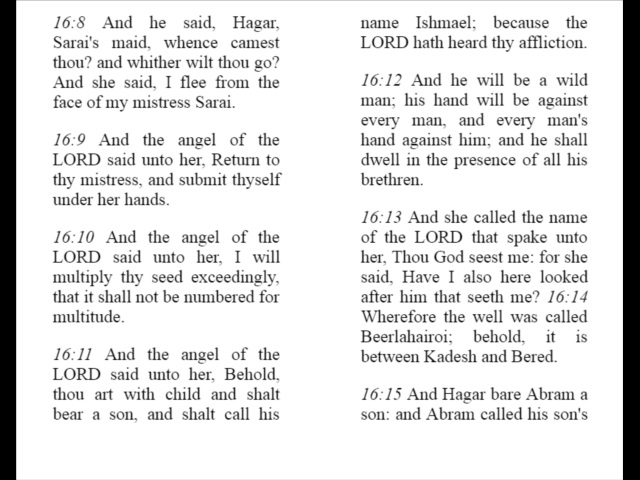 16:8 And he said, Hagar,
Sarai's maid, whence camest
thou? and whither wilt thou go?
And she said, I flee from the
face of my mistress Sarai.
16:9 And the angel of the
LORD said unto her, Return to
thy mistress, and submit thyself
under her hands.
16:10 And the angel of the
LORD said unto her, I will
multiply thy seed exceedingly,
that it shall not be numbered for
multitude.
16:11 And the angel of the
LORD said unto her, Behold,
thou art with child and shalt
bear a son, and shalt call his
name Ishmael; because the
LORD hath heard thy affliction.
16:12 And he will be a wild
man; his hand will be against
every man, and every man's
hand against him; and he shall
dwell in the presence of all his
brethren.
16:13 And she called the name
of the LORD that spake unto
her, Thou God seest me: for she
said, Have I also here looked
after him that seeth me? 16:14
Wherefore the well was called
Beerlahairoi; behold, it is
between Kadesh and Bered.
16:15 And Hagar bare Abram a
son: and Abram called his son's